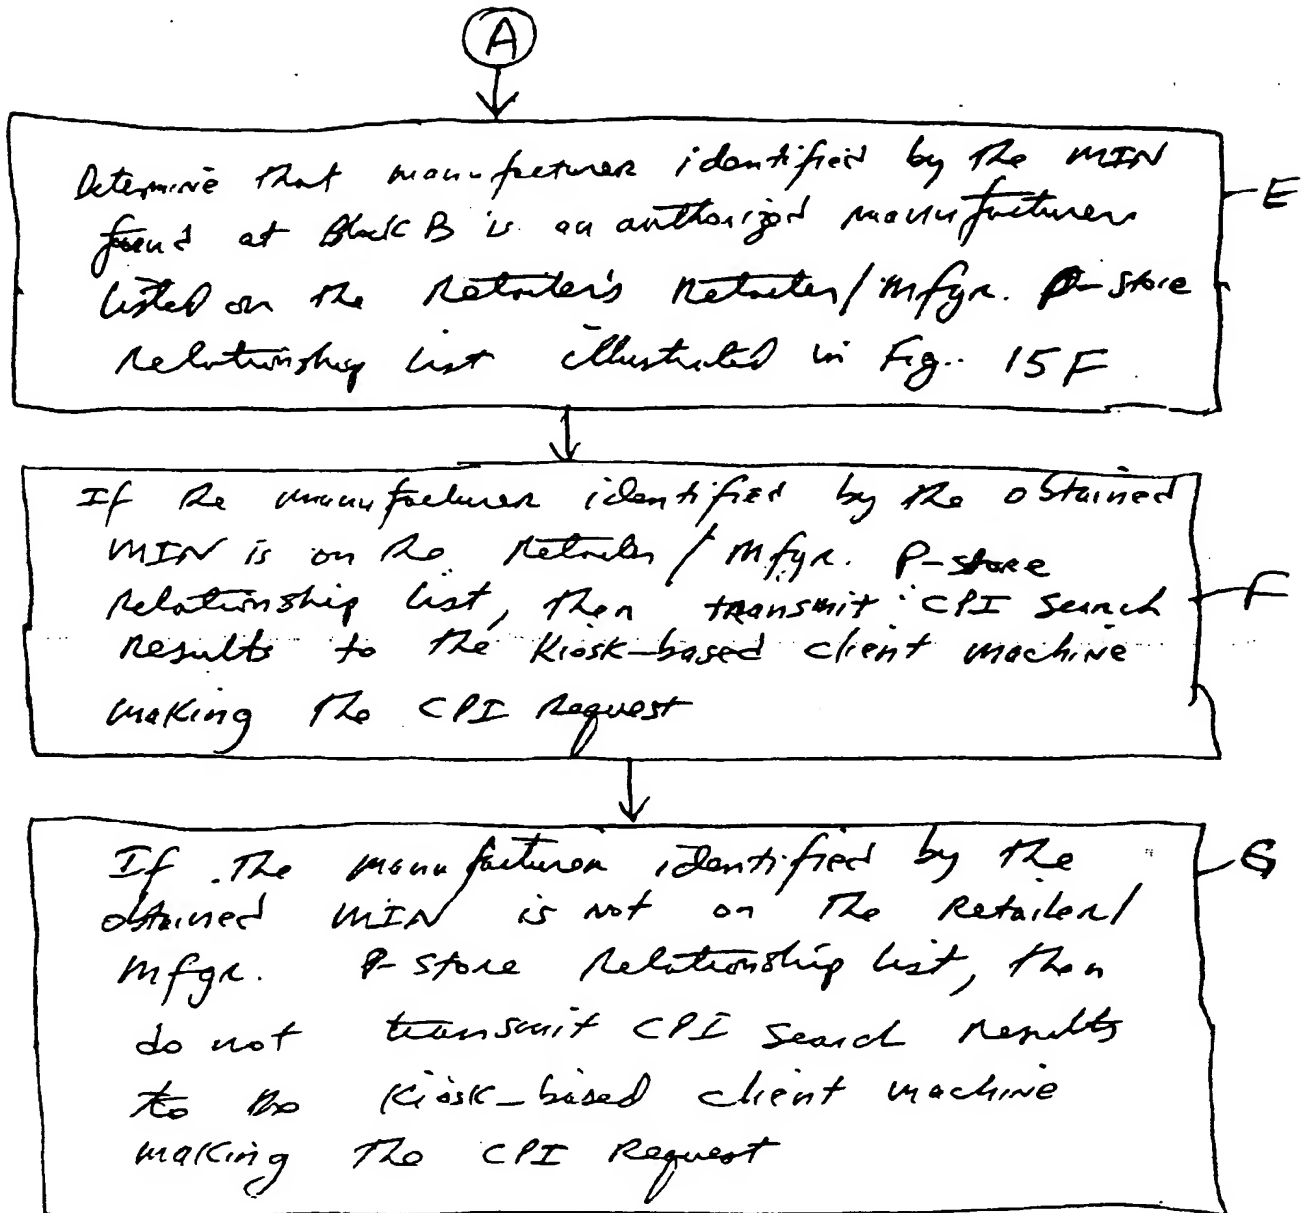 A
Determine that manufacturer identified by the MIN
found at Block B is an authorized manufacturer
E
listed on the Retailer's Retailer/Mfgr. P-store
Relationship list illustrated in Fig. 15F
If the manufacturer identified by the obtained
MIN is on the Retailer/Mfgr. P-store
Relationship list, then transmit CPI Search
F
Results to the Kiosk-based client machine
making the CPI Request
If the manufacturer identified by the
G
obtained MIN is not on the Retailer/
Mfgr. P-store Relationship list, then
do not transmit CPI Search Results
to the Kiosk-based client machine
making the CPI Request